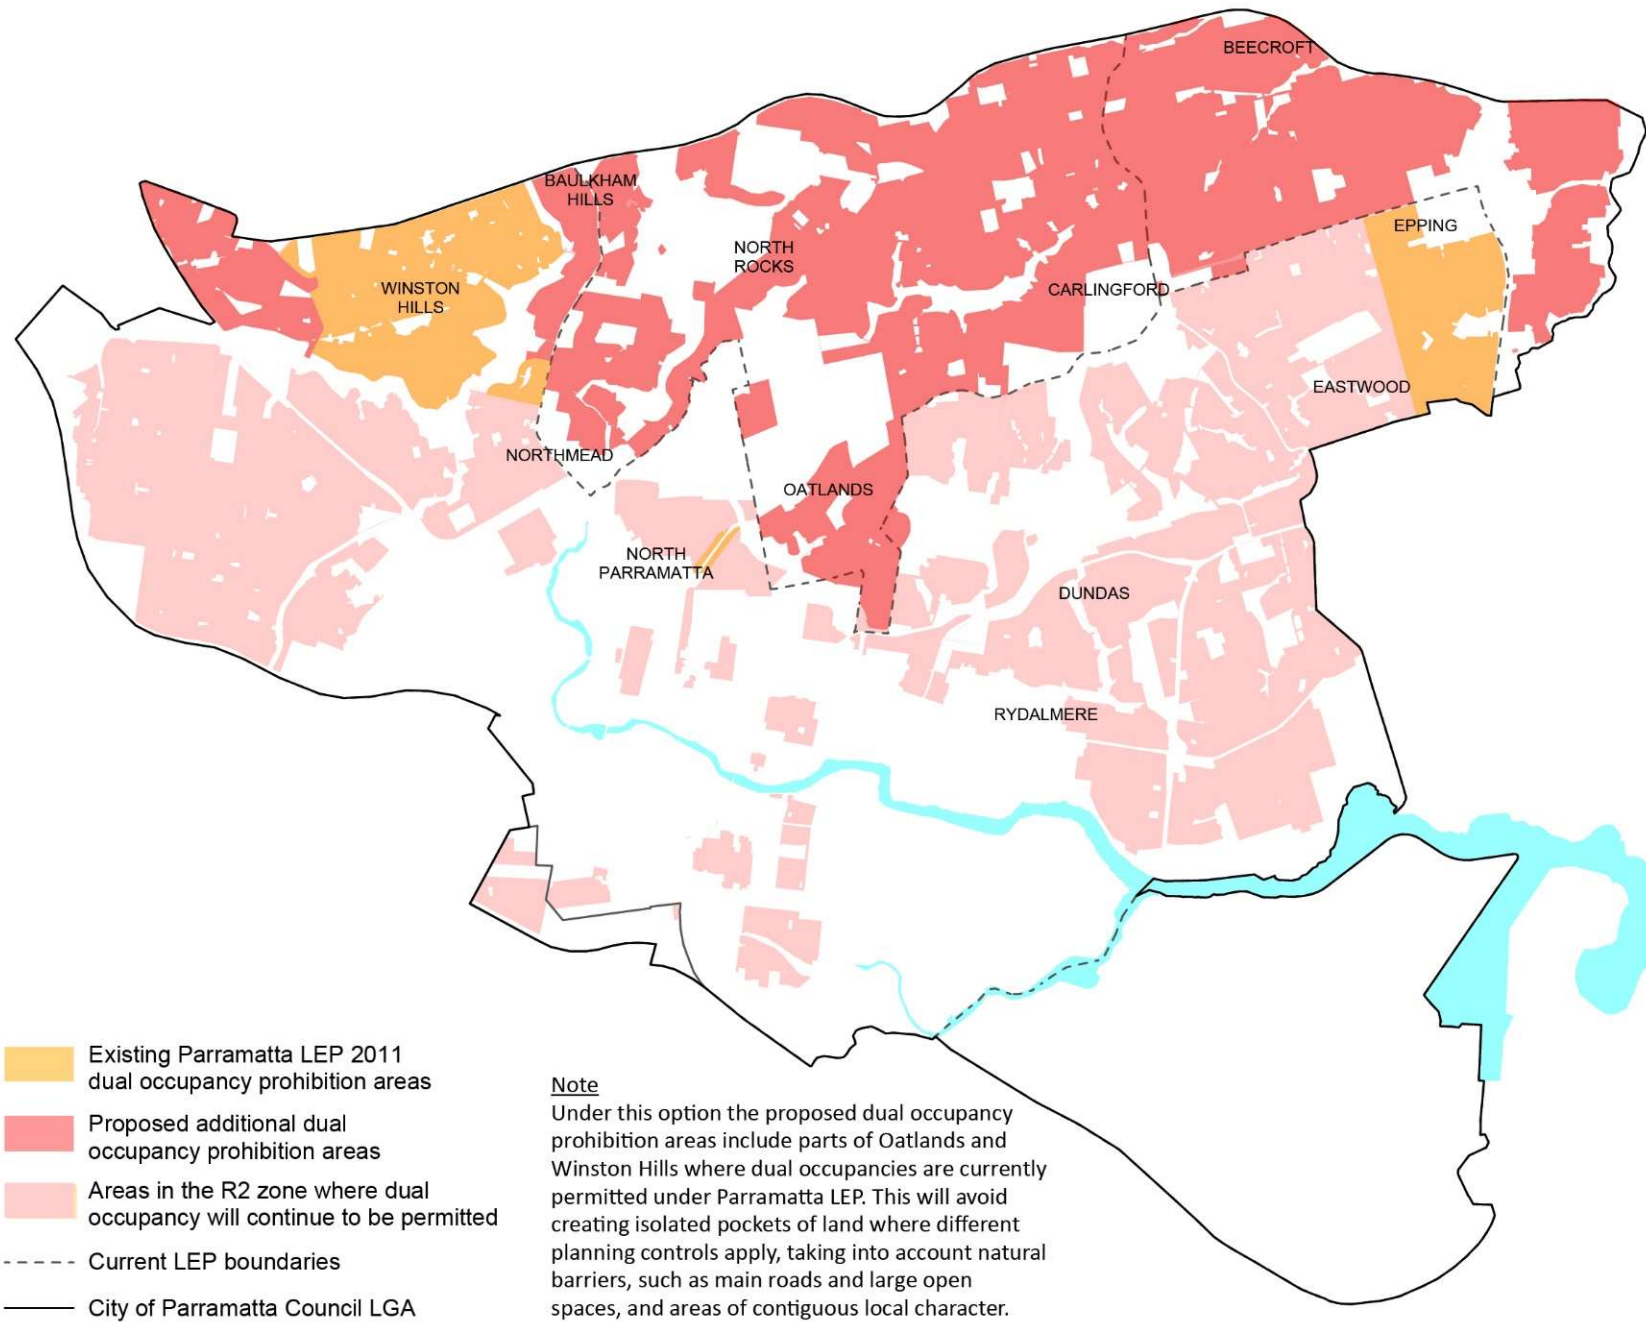 BEECROFT
BAULKHAM
HILLS
EPPING
NORTH
ROCKS
WINSTON
HILLS
CARLINGFORD
EASTWOOD
NORTHMEAD
OATLANDS
NORTH
PARRAMATTA
DUNDAS
RYDALMERE
Existing Parramatta LEP 2011
dual occupancy prohibition areas
Proposed additional dual
occupancy prohibition areas
Areas in the R2 zone where dual
occupancy will continue to be permitted
Current LEP boundaries
City of Parramatta Council LGA
Note
Under this option the proposed dual occupancy
prohibition areas include parts of Oatlands and
Winston Hills where dual occupancies are currently
permitted under Parramatta LEP. This will avoid
creating isolated pockets of land where different
planning controls apply, taking into account natural
barriers, such as main roads and large open
spaces, and areas of contiguous local character.